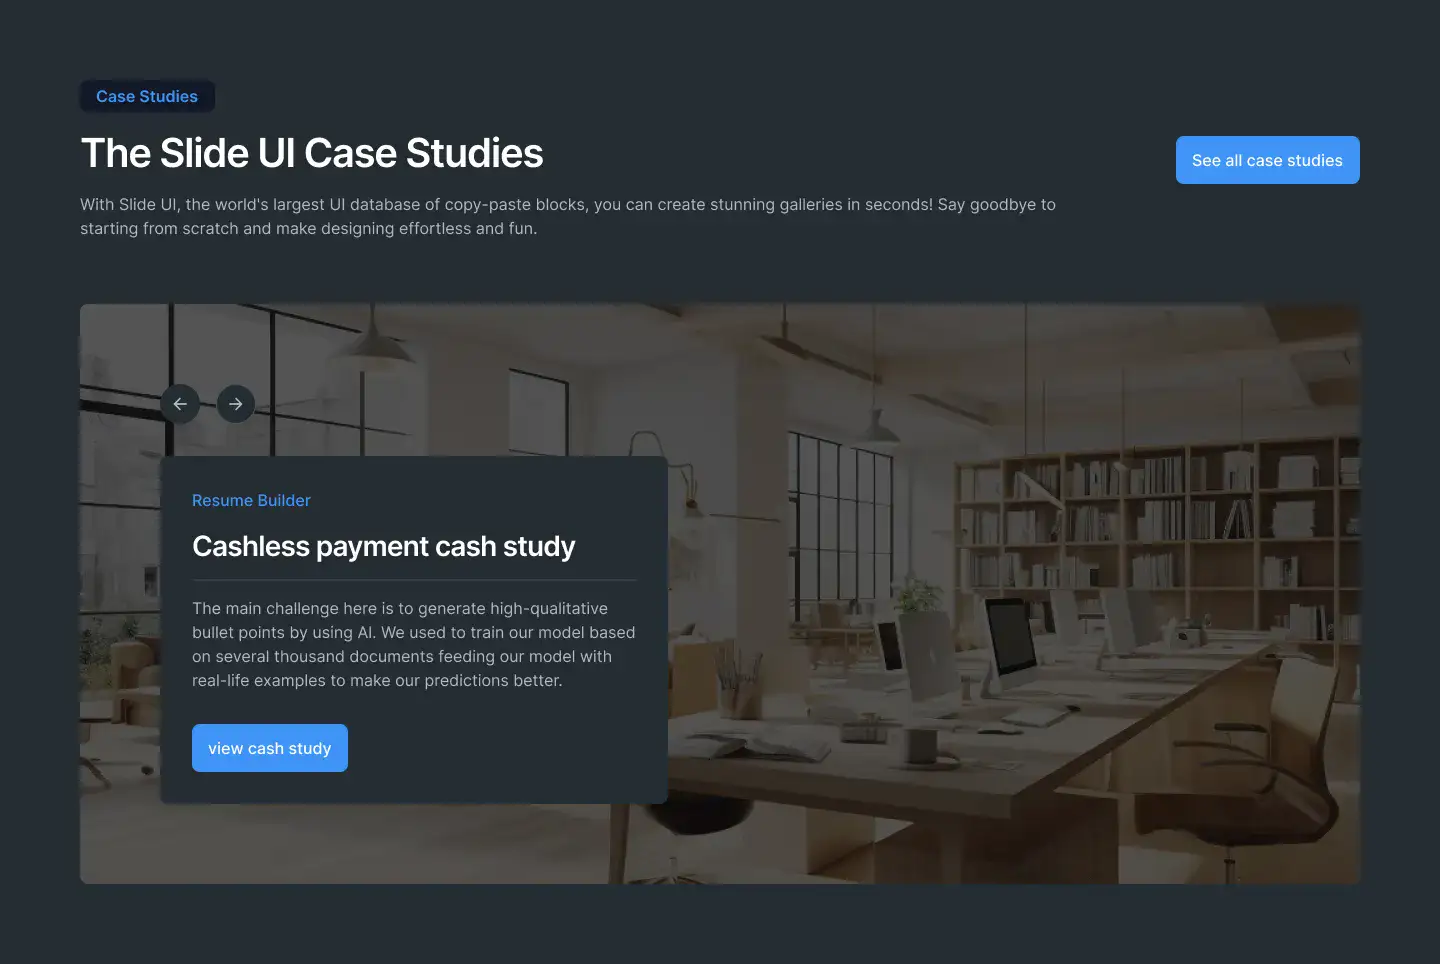 Case Studies
The Slide UI Case Studies
See all case studies
With Slide UI, the world's largest UI database of copy-paste blocks, you can create stunning galleries in seconds! Say goodbye to
starting from scratch and make designing effortless and fun.
Resume Builder
Cashless payment cash study
The main challenge here is to generate high-qualitative
bullet points by using AI. We used to train our model based
on several thousand documents feeding our model with
real-life examples to make our predictions better.
view cash study